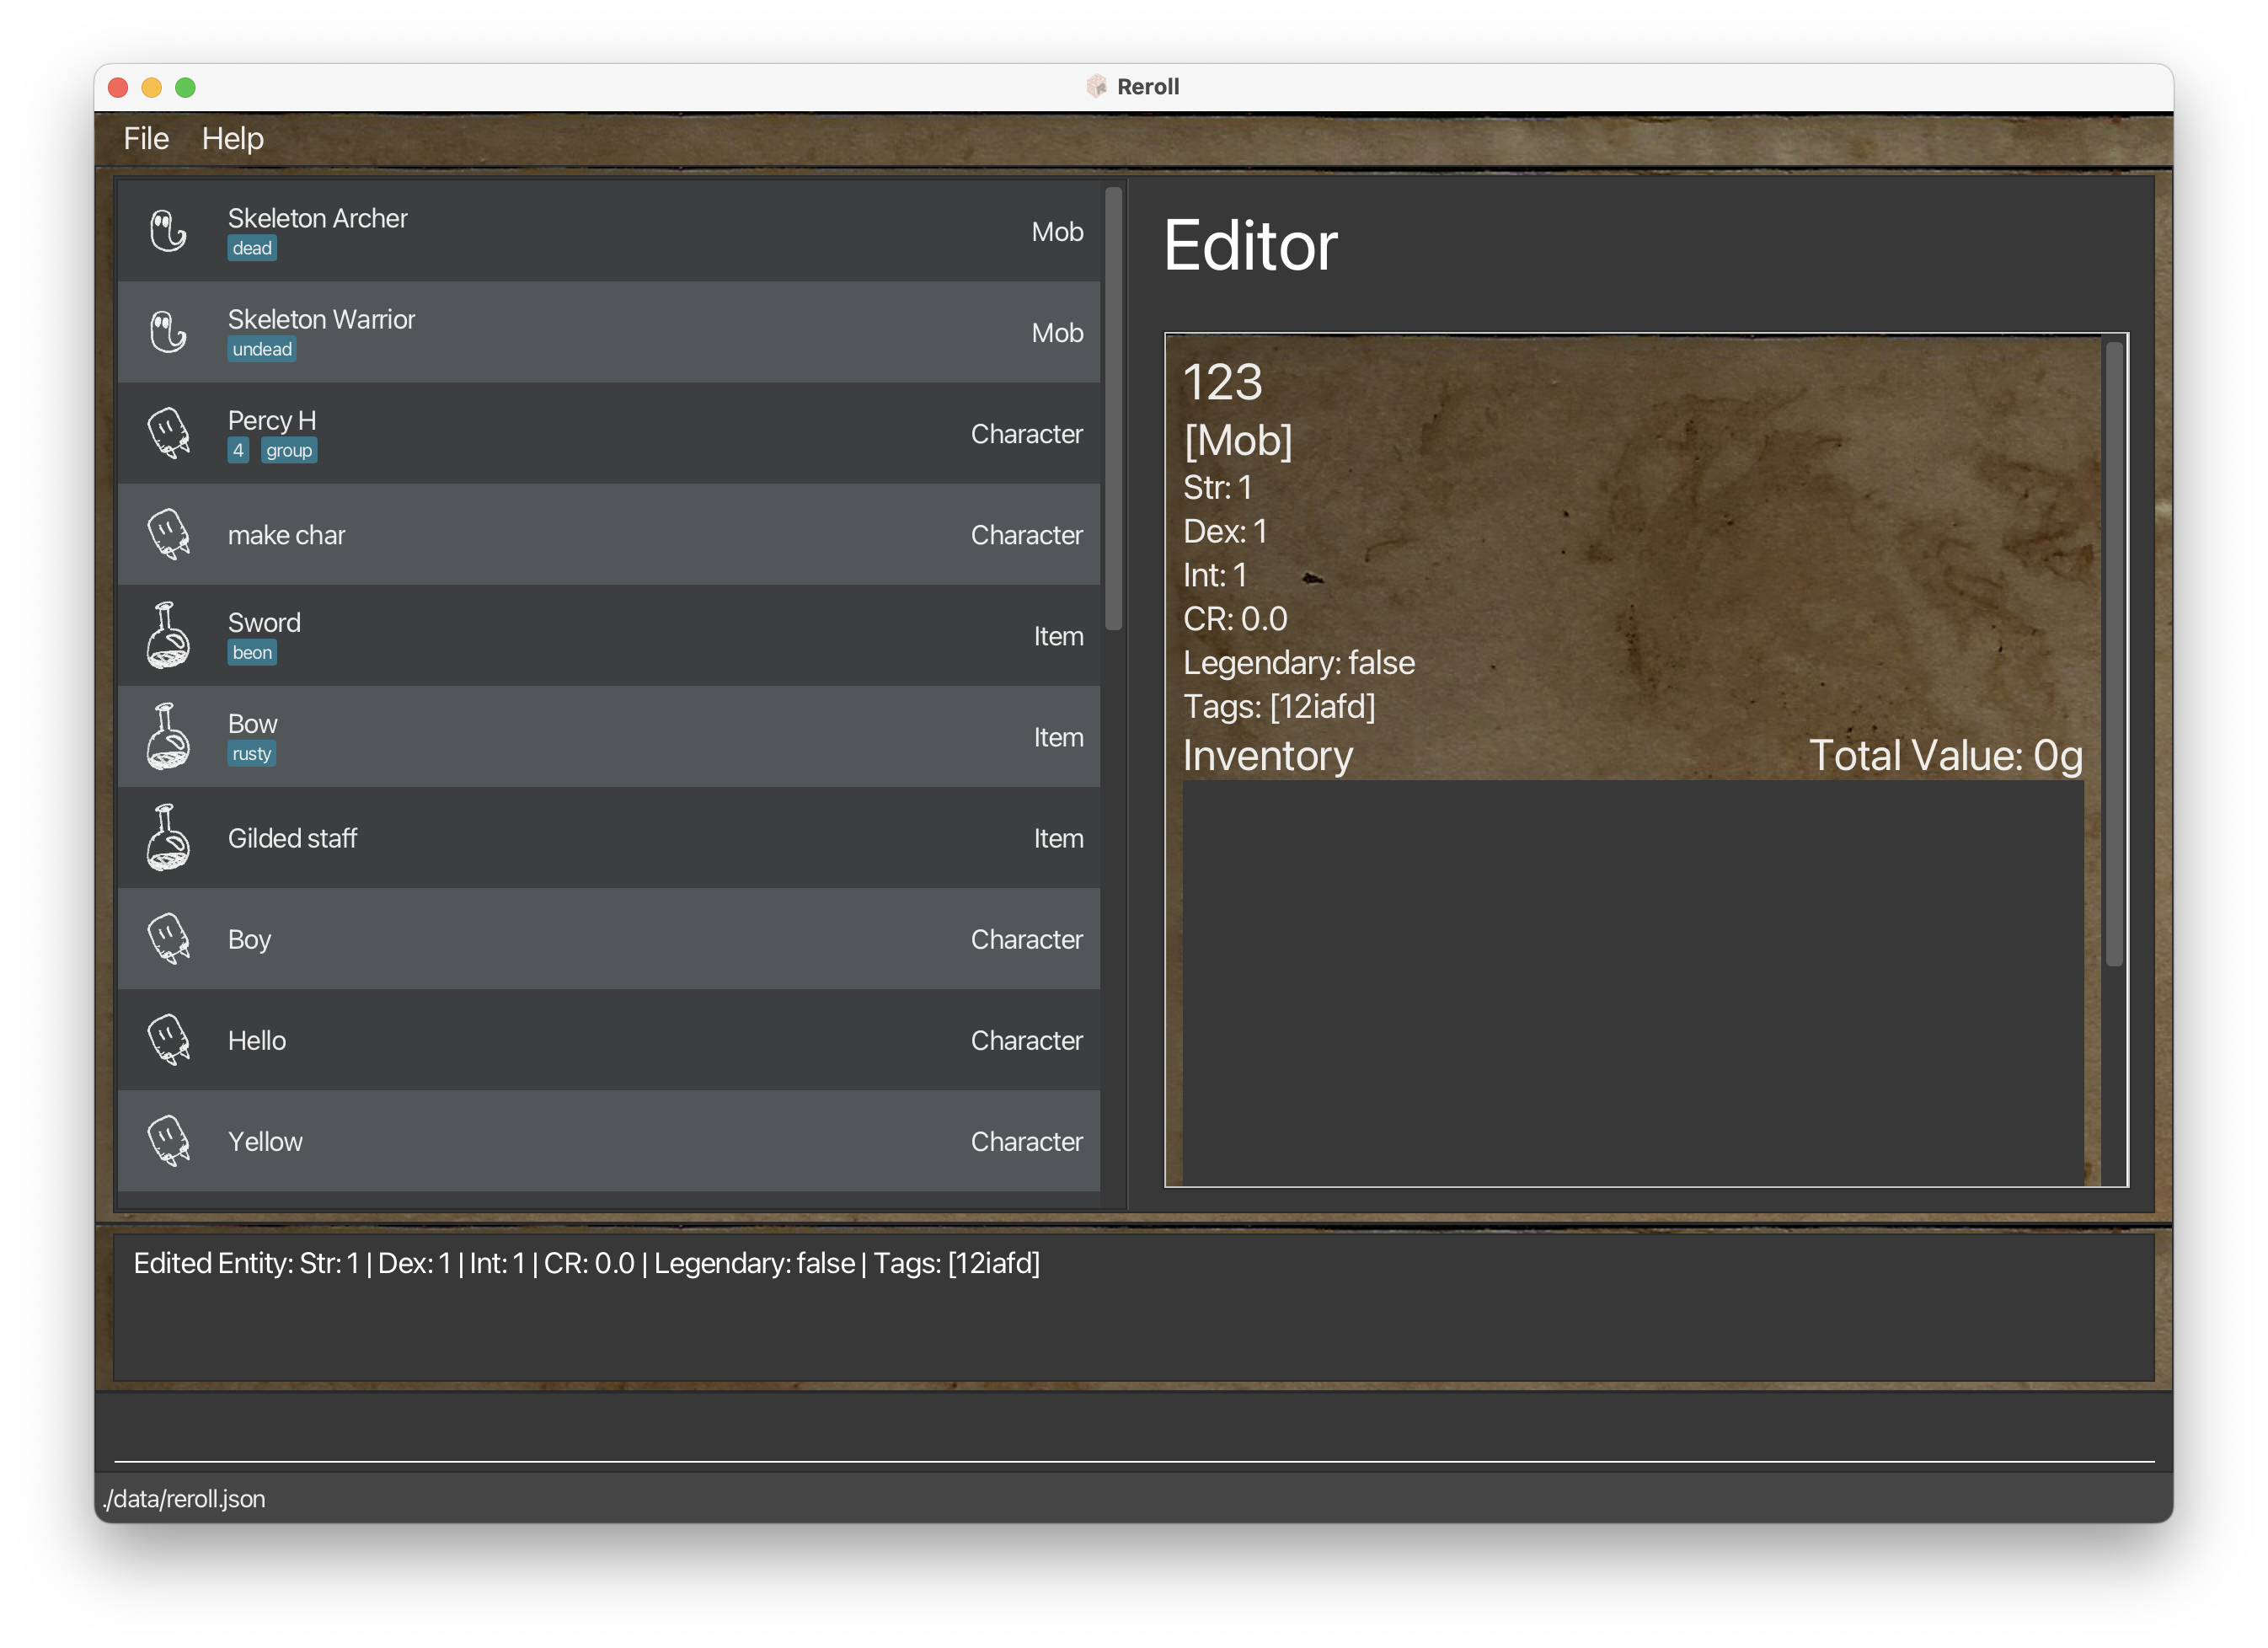 Reroll
File Help
Skeleton Archer
dead
Mob
Skeleton Warrior
undead
Mob
Percy H
4 group
Character
make char
Character
Sword
beon
Item
Bow
rusty
Item
Gilded staff
Item
Boy
Character
Hello
Character
Yellow
Character
Editor
123
[Mob]
Str: 1
Dex: 1
Int: 1
CR: 0.0
Legendary: false
Tags: [12iafd]
Inventory Total Value: 0g
Edited Entity: Str: 1 | Dex: 1 | Int: 1 | CR: 0.0 | Legendary: false | Tags: [12iafd]
./data/reroll.json